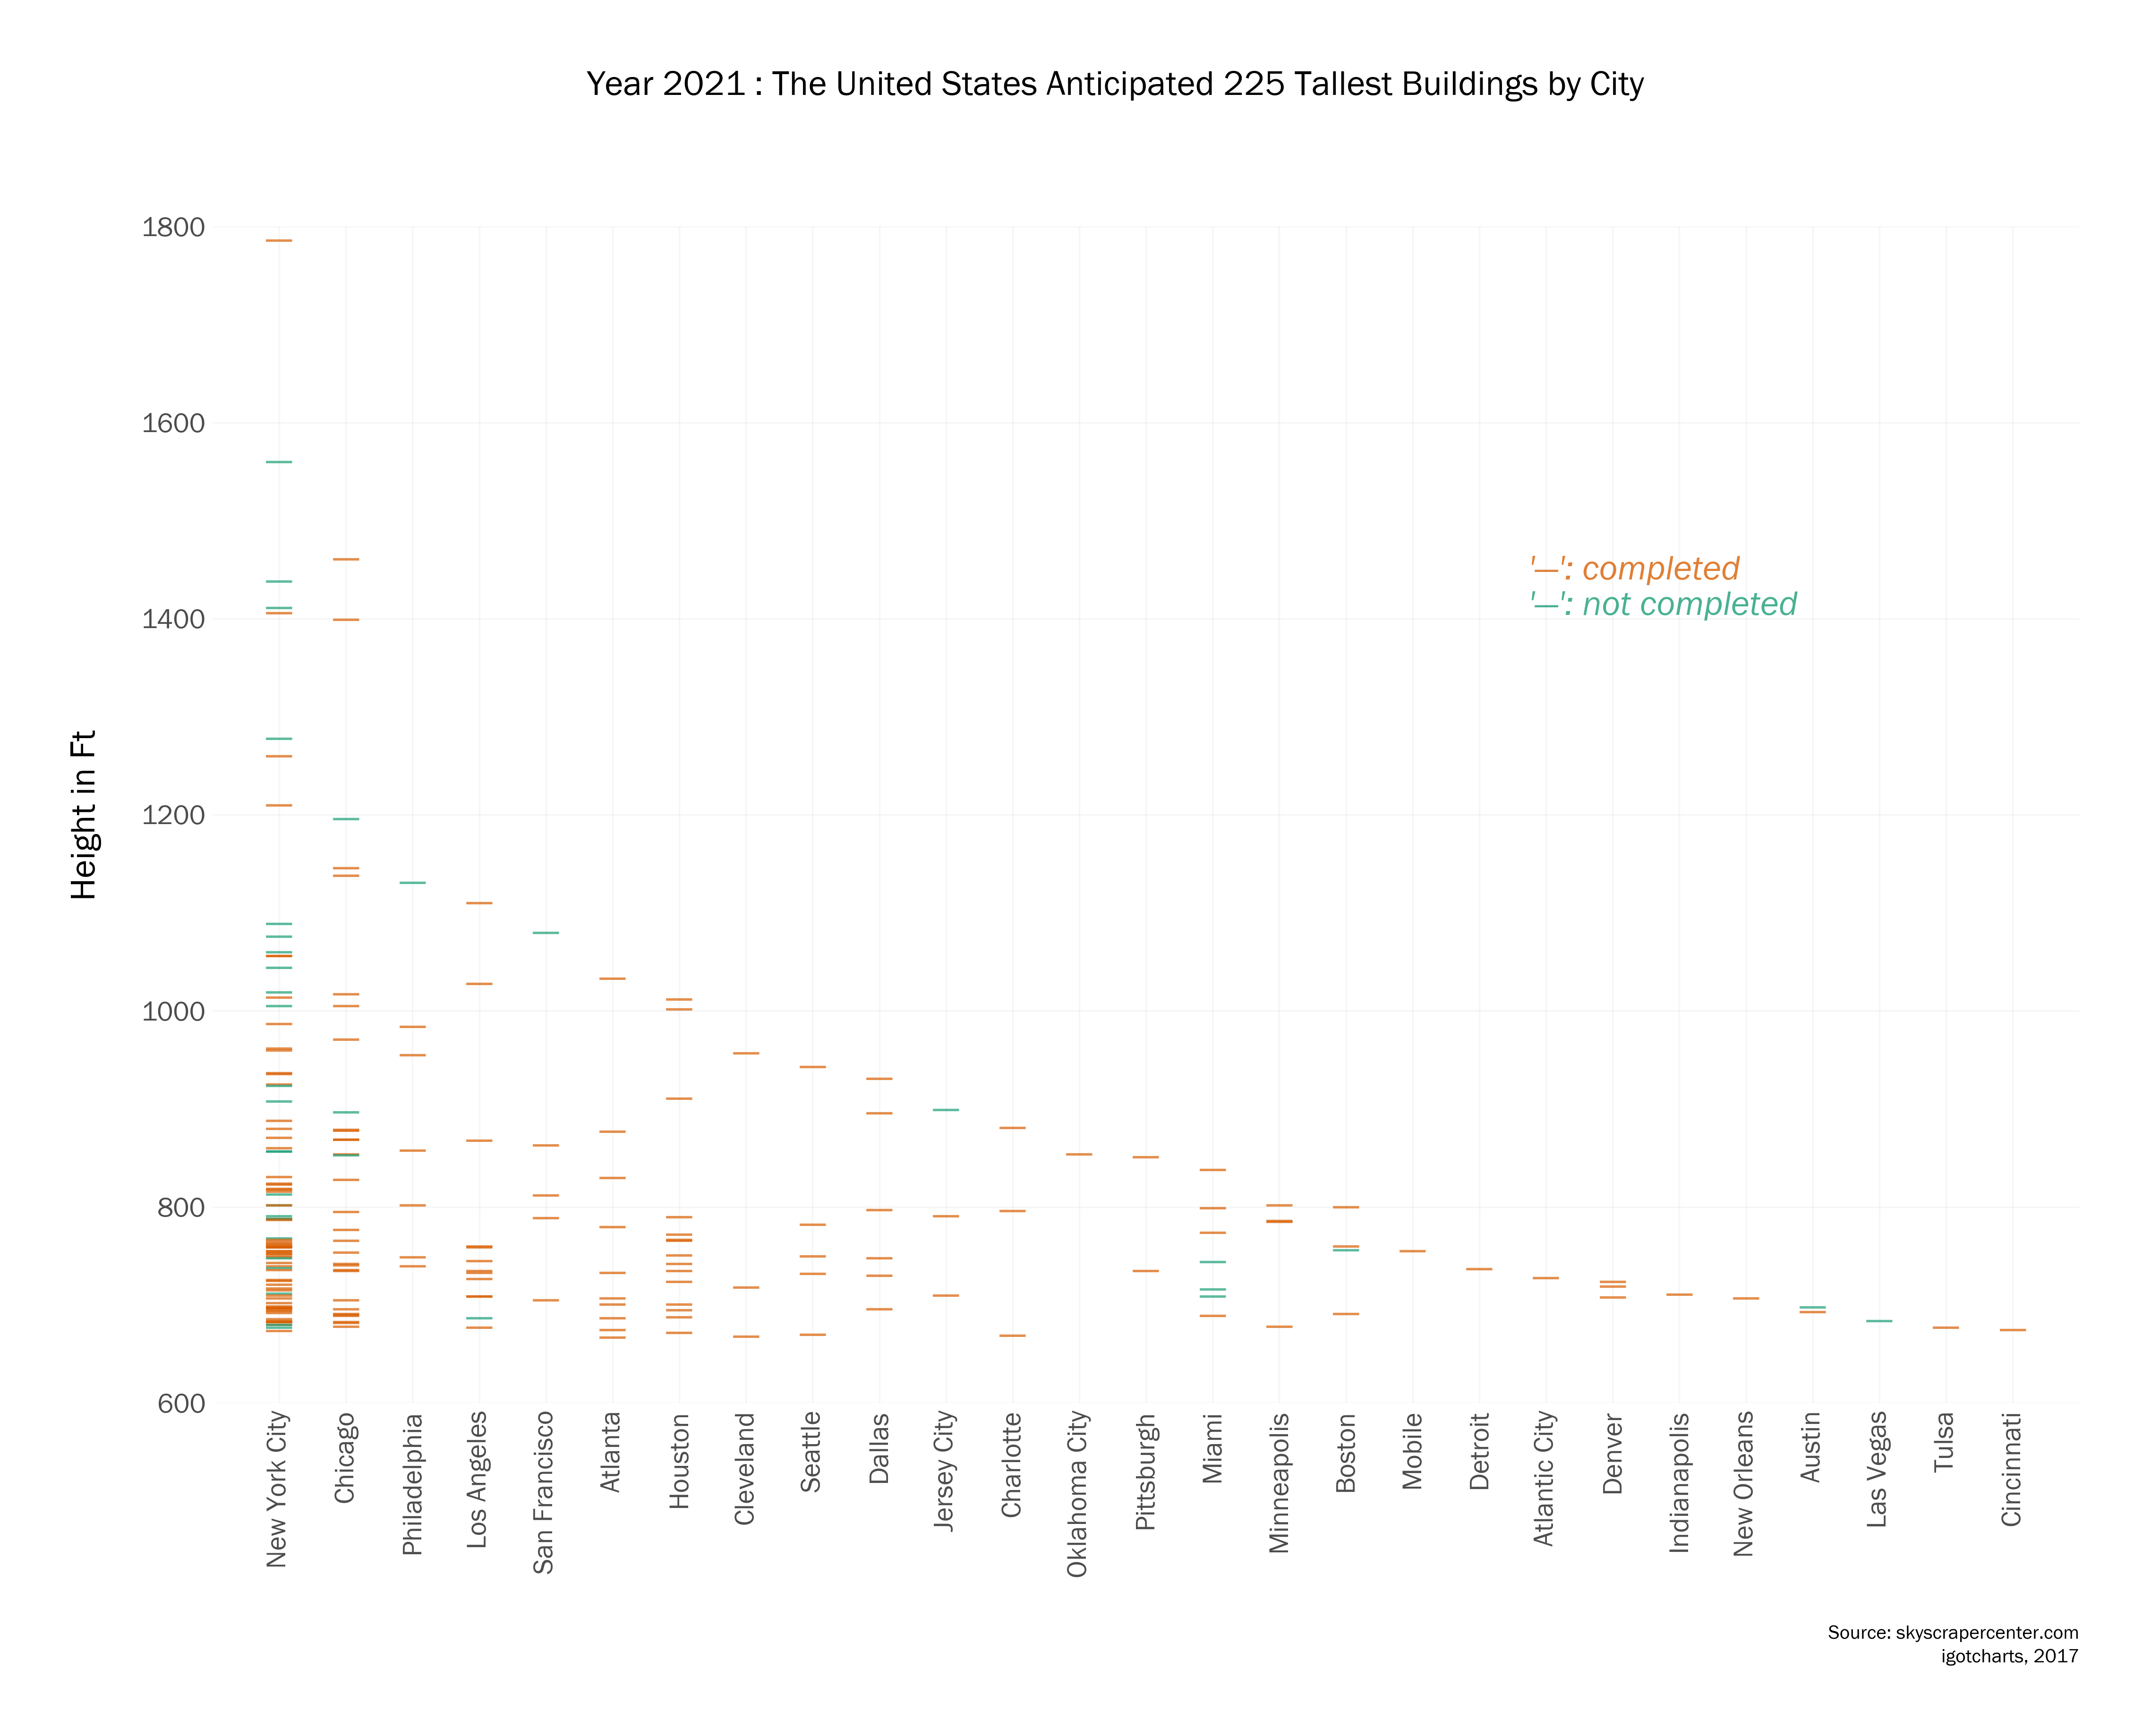 Year 2021 : The United States Anticipated 225 Tallest Buildings by City
1800
1600
'—': completed
'—': not completed
1400
Height in Ft
1200
1000
800
600
New York City
Chicago
Philadelphia
Los Angeles
San Francisco
Atlanta
Houston
Cleveland
Seattle
Dallas
Jersey City
Charlotte
Oklahoma City
Pittsburgh
Miami
Minneapolis
Boston
Mobile
Detroit
Atlantic City
Denver
Indianapolis
New Orleans
Austin
Las Vegas
Tulsa
Cincinnati
Source: skyscrapercenter.com
igotcharts, 2017